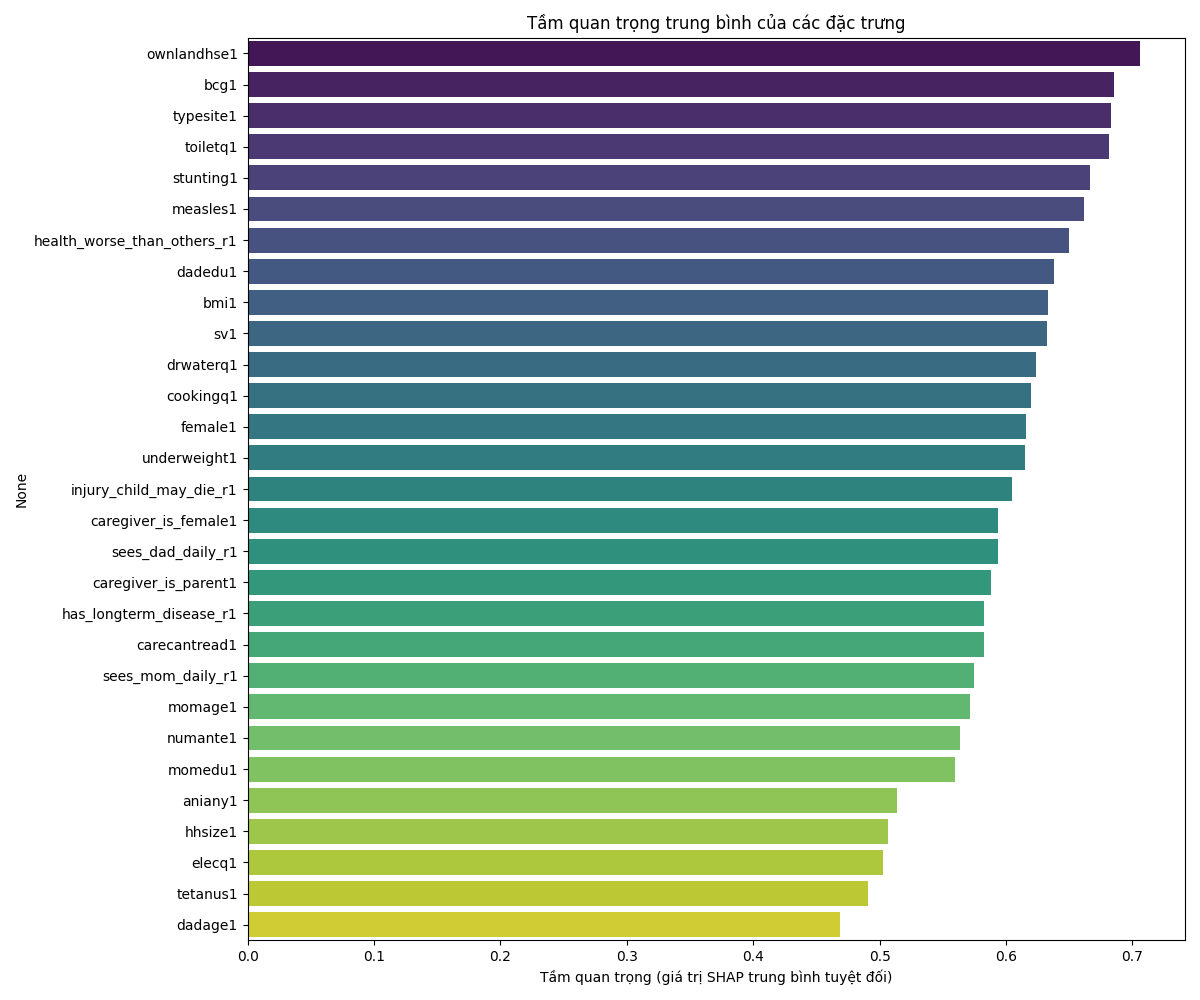 Tầm quan trọng trung bình của các đặc trưng
ownlandhse1
bcg1
typesite1
toiletq1
stunting1
measles1
health_worse_than_others_r1
dadedu1
bmi1
sv1
drwaterq1
cookingq1
female1
underweight1
injury_child_may_die_r1
caregiver_is_female1
sees_dad_daily_r1
caregiver_is_parent1
has_longterm_disease_r1
carecantread1
sees_mom_daily_r1
momage1
numante1
momedu1
aniany1
hhsize1
elecq1
tetanus1
dadage1
None
0.0 0.1 0.2 0.3 0.4 0.5 0.6 0.7
Tầm quan trọng (giá trị SHAP trung bình tuyệt đối)